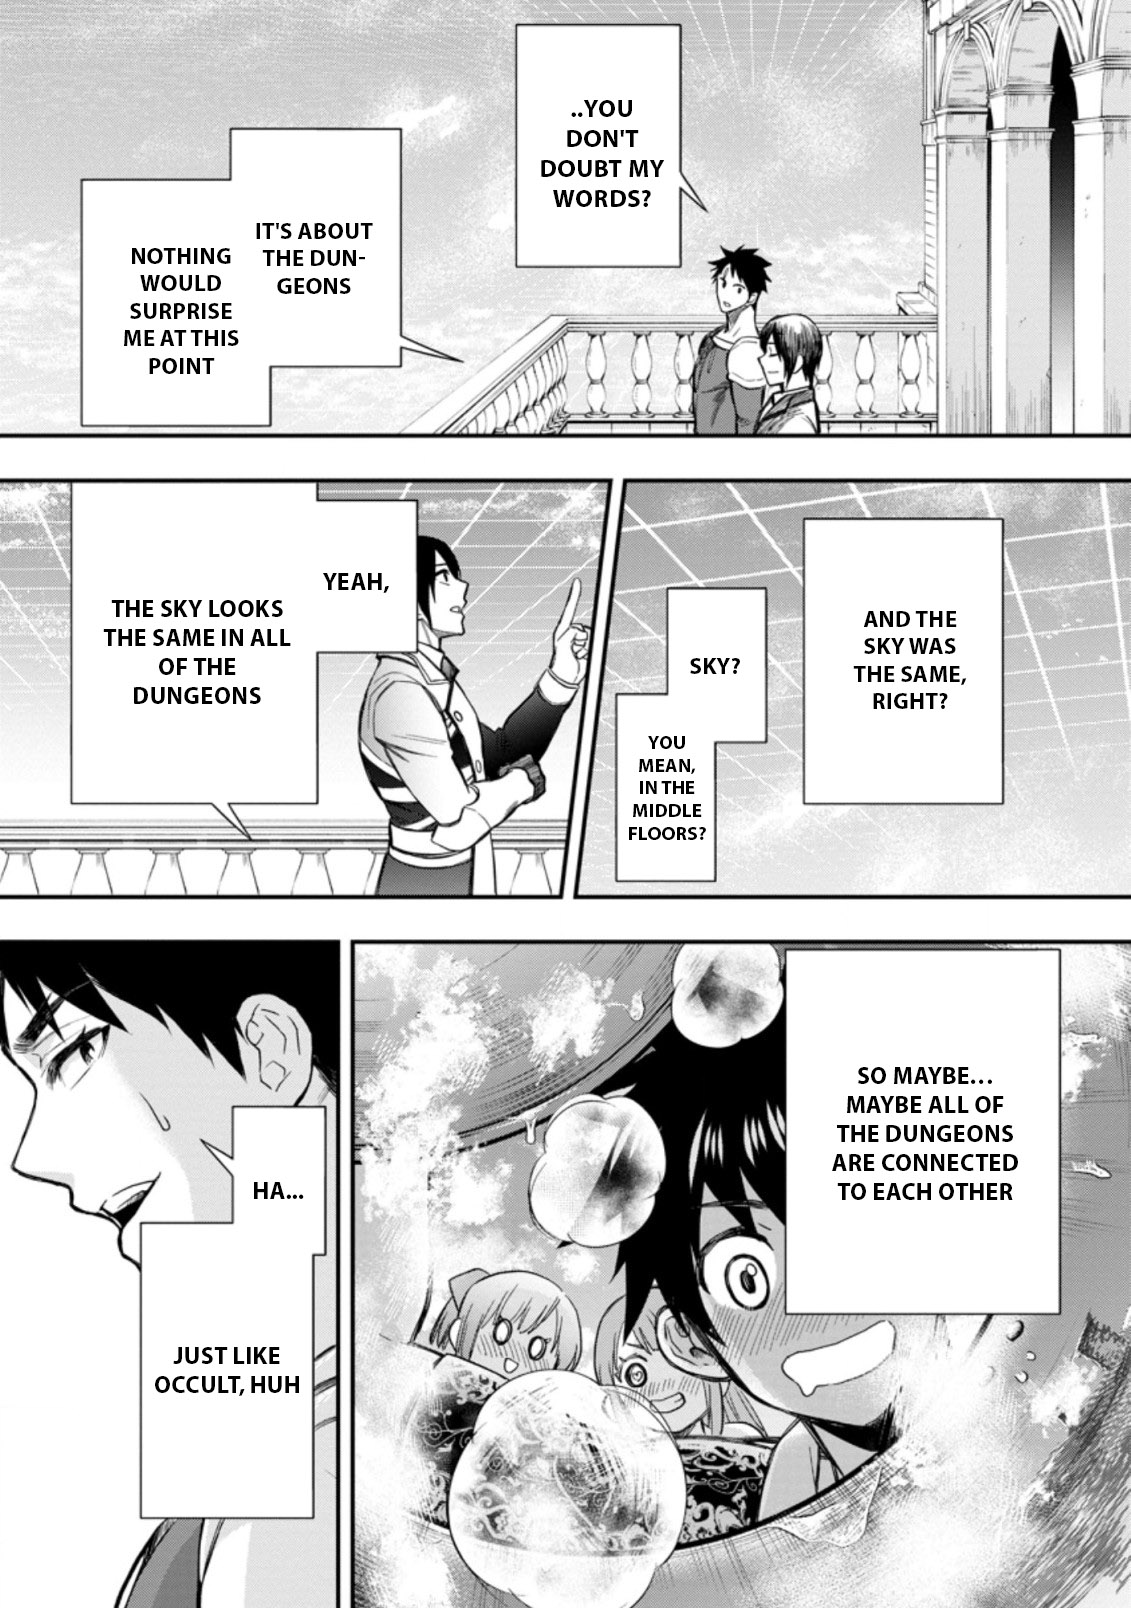 ..YOU
DON'T
DOUBT MY
WORDS?
IT'S ABOUT
THE DUN-
GEONS
NOTHING
WOULD
SURPRISE
ME AT THIS
POINT
AND THE
SKY WAS
THE SAME,
RIGHT?
SKY?
YOU
MEAN,
IN THE
MIDDLE
FLOORS?
YEAH,
THE SKY LOOKS
THE SAME IN ALL
OF THE
DUNGEONS
SO MAYBE...
MAYBE ALL OF
THE DUNGEONS
ARE CONNECTED
TO EACH OTHER
HA...
JUST LIKE
OCCULT, HUH